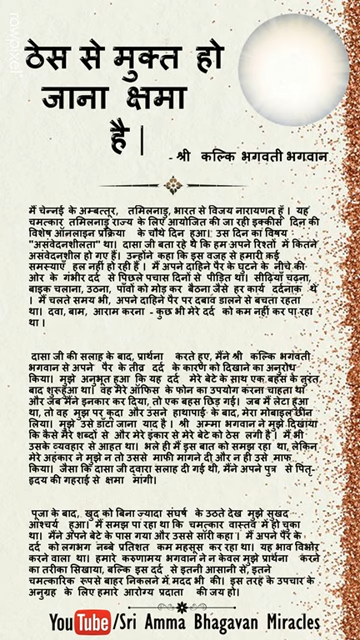 rawpixel
ठेस से मुक्त हो
जाना क्षमा
है |
- श्री कल्कि भगवती भगवान
मैं चेन्नई के अम्बत्तुर, तमिलनाडु, भारत से विजय नारायणन हूँ । यह
चमत्कार तमिलनाडु राज्य के लिए आयोजित की जा रही इक्कीस दिन की
विशेष ऑनलाइन प्रक्रिया के चौथे दिन हुआ। उस दिन का विषय
"असंवेदनशीलता" था। दासा जी बता रहे थे कि हम अपने रिश्तों में कितने
असंवेदनशील हो गए हैं। उन्होंने कहा कि इस वजह से हमारी कई
समस्याएँ हल नहीं हो रही हैं । मैं अपने दाहिने पैर के घुटने के नीचे की
ओर के गंभीर दर्द से पिछले पचास दिनों से पीड़ित था। सीढ़ियाँ चढ़ना,
बाइक चलाना, उठना, पाँवों को मोड़ कर बैठना जैसे हर कार्य दर्दनाक थे
। मैं चलते समय भी, अपने दाहिने पैर पर दबाव डालने से बचता रहता
था। दवा, बाम, आराम करना - कुछ भी मेरे दर्द को कम नहीं कर पा रहा
था ।
दासा जी की सलाह के बाद, प्रार्थना करते हुए, मैंने श्री कल्कि भगवती
भगवान से अपने पैर के तीव्र दर्द के कारण को दिखाने का अनुरोध
किया। मुझे अनुभूत हुआ कि यह दर्द मेरे बेटे के साथ एक बहस के तुरंत
बाद शुरू हुआ था। वह मेरे ऑफिस के फोन का उपयोग करना चाहता था
और जब मैंने इनकार कर दिया, तो एक बहस छिड़ गई। जब मैं लेटा हुआ
था, तो वह मुझ पर कूदा और उसने हाथापाई के बाद, मेरा मोबाइल छीन
लिया। मुझे उसे डांटा जाना याद है । श्री अम्मा भगवान ने मुझे दिखाया
कि कैसे मेरे शब्दों से और मेरे इंकार से मेरे बेटे को ठेस लगी है । मैं भी
उसके व्यवहार से आहत था। भले ही मैं इस बात को समझ रहा था, लेकिन
मेरे अहंकार ने मुझे न तो उससे माफी मांगने दी और न ही उसे माफ
किया। जैसा कि दासा जी द्वारा सलाह दी गयी थी, मैंने अपने पुत्र से पितृ-
हृदय की गहराई से क्षमा मांगी।
पूजा के बाद, खुद को बिना ज्यादा संघर्ष के उठते देख मुझे सुखद
आश्चर्य हुआ। मैं समझ पा रहा था कि चमत्कार वास्तव में हो चुका
था। मैंने अपने बेटे के पास गया और उससे सॉरी कहा । मैं अपने पैर के
दर्द को लगभग नब्बे प्रतिशत कम महसूस कर रहा था। यह भाव विभोर
करने वाला था। हमारे करुणामय भगवान ने न केवल मुझे प्रार्थना करने
का तरीका सिखाया, बल्कि इस दर्द से इतनी आसानी से, इतने
चमत्कारिक रूपसे बाहर निकलने में मदद भी की। इस तरह के उपचार के
अनुग्रह के लिए हमारे आरोग्य प्रदाता की जय हो।
YouTube/Sri Amma Bhagavan Miracles